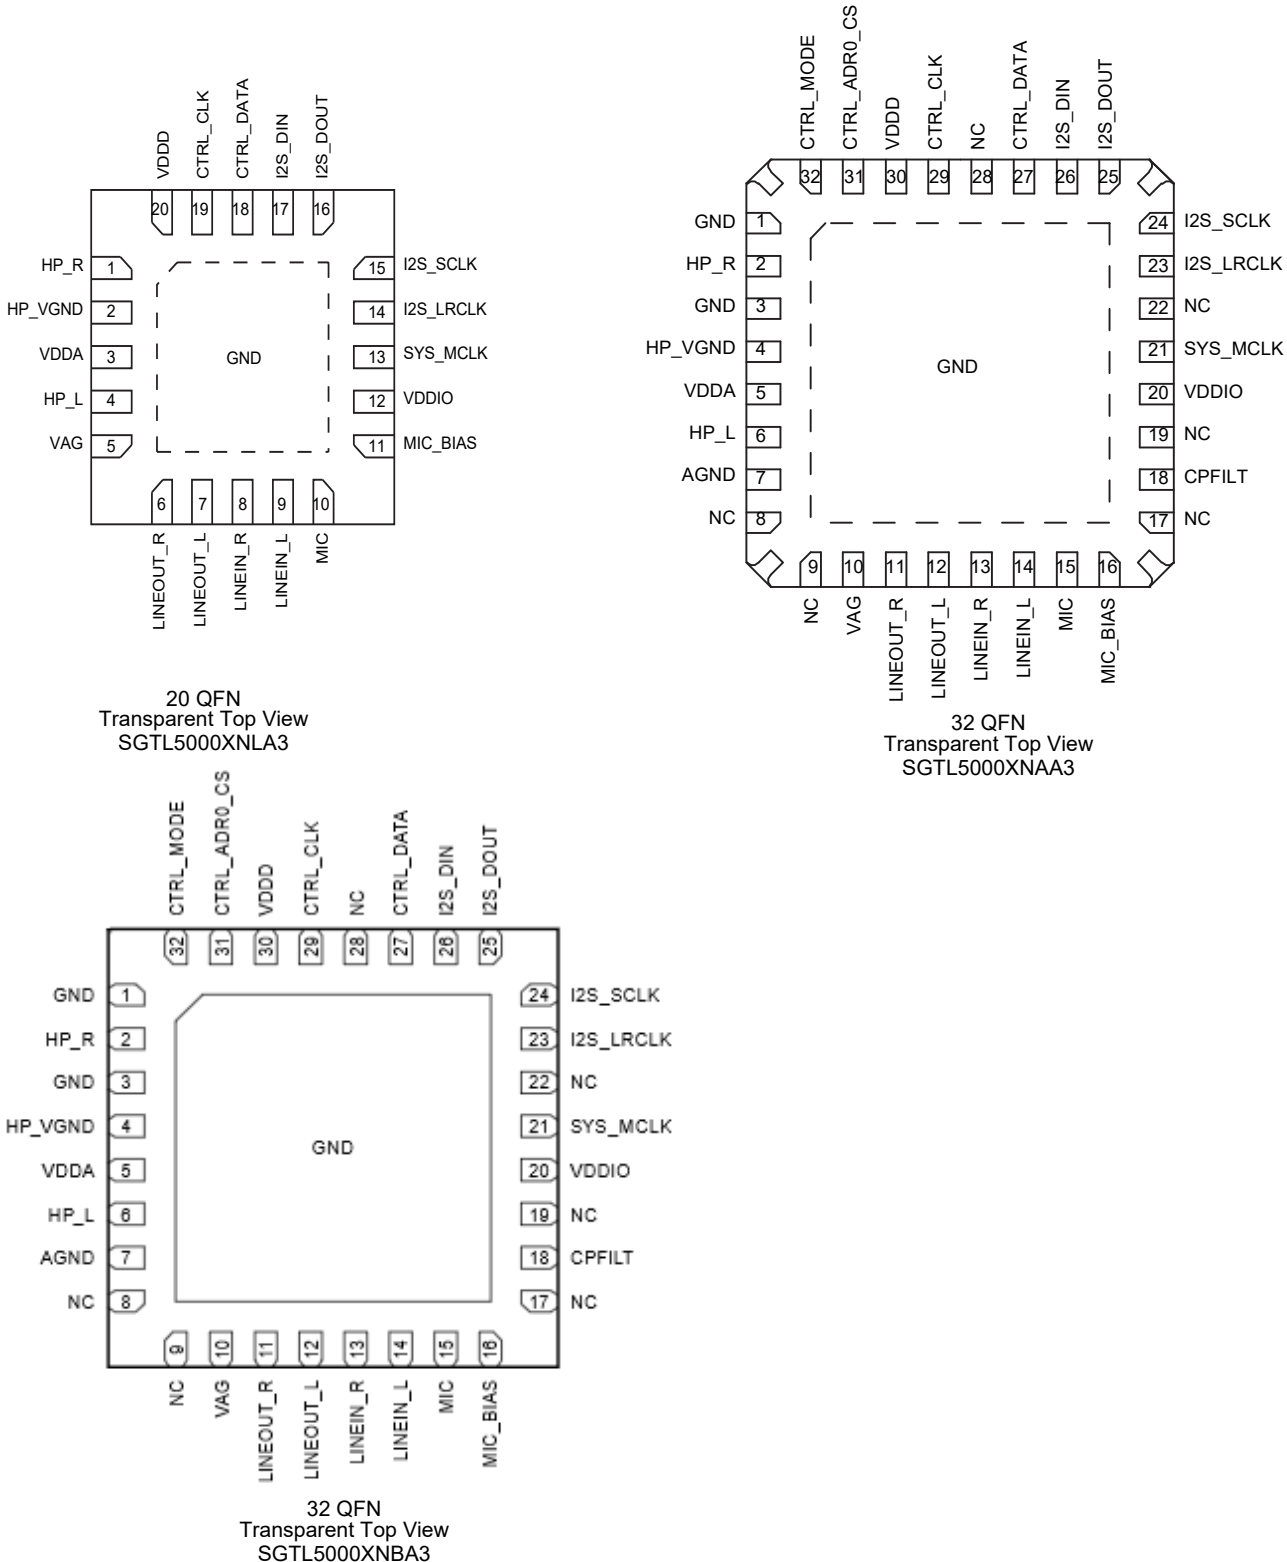 VDDD
CTRL_CLK
CTRL_DATA
I2S_DIN
I2S_DOUT
20 19 18 17 16
HP_R 1 15 I2S_SCLK
HP_VGND 2 14 I2S_LRCLK
VDDA 3 GND 13 SYS_MCLK
HP_L 4 12 VDDIO
VAG 5 11 MIC_BIAS
6 7 8 9 10
LINEOUT_R
LINEOUT_L
LINEIN_R
LINEIN_L
MIC
20 QFN
Transparent Top View
SGTL5000XNLA3
CTRL_MODE
CTRL_ADR0_CS
VDDD
CTRL_CLK
NC
CTRL_DATA
I2S_DIN
I2S_DOUT
32 31 30 29 28 27 26 25
GND 1 24 I2S_SCLK
HP_R 2 23 I2S_LRCLK
GND 3 22 NC
HP_VGND 4 21 SYS_MCLK
GND
VDDA 5 20 VDDIO
HP_L 6 19 NC
AGND 7 18 CPFILT
NC 8 17 NC
9 10 11 12 13 14 15 16
NC
VAG
LINEOUT_R
LINEOUT_L
LINEIN_R
LINEIN_L
MIC
MIC_BIAS
32 QFN
Transparent Top View
SGTL5000XNAA3
CTRL_MODE
CTRL_ADR0_CS
VDDD
CTRL_CLK
NC
CTRL_DATA
I2S_DIN
I2S_DOUT
32 31 30 29 28 27 26 25
GND 1 24 I2S_SCLK
HP_R 2 23 I2S_LRCLK
GND 3 22 NC
HP_VGND 4 21 SYS_MCLK
GND
VDDA 5 20 VDDIO
HP_L 6 19 NC
AGND 7 18 CPFILT
NC 8 17 NC
9 10 11 12 13 14 15 16
NC
VAG
LINEOUT_R
LINEOUT_L
LINEIN_R
LINEIN_L
MIC
MIC_BIAS
32 QFN
Transparent Top View
SGTL5000XNBA3